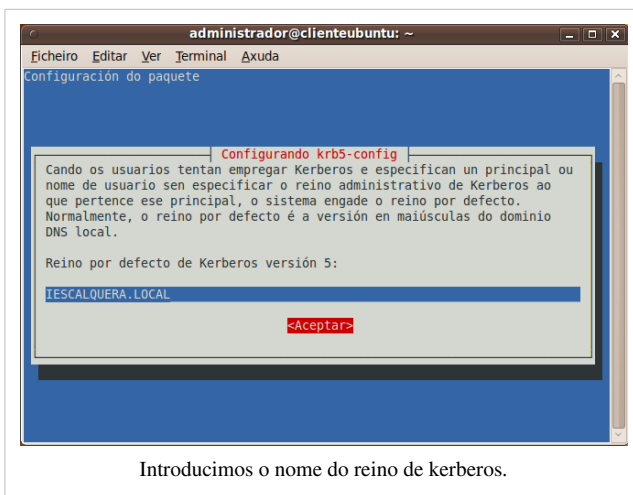 administrador@clienteubuntu: ~
Ficheiro Editar Ver Terminal Axuda
Configuración do paquete
Configurando krb5-config
Cando os usuarios tentan empregar Kerberos e especifican un principal ou
nome de usuario sen especificar o reino administrativo de Kerberos ao
que pertence ese principal, o sistema engade o reino por defecto.
Normalmente, o reino por defecto é a versión en maiúsculas do dominio
DNS local.
Reino por defecto de Kerberos versión 5:
IESCALQUERA.LOCAL
<Aceptar>
Introducimos o nome do reino de kerberos.